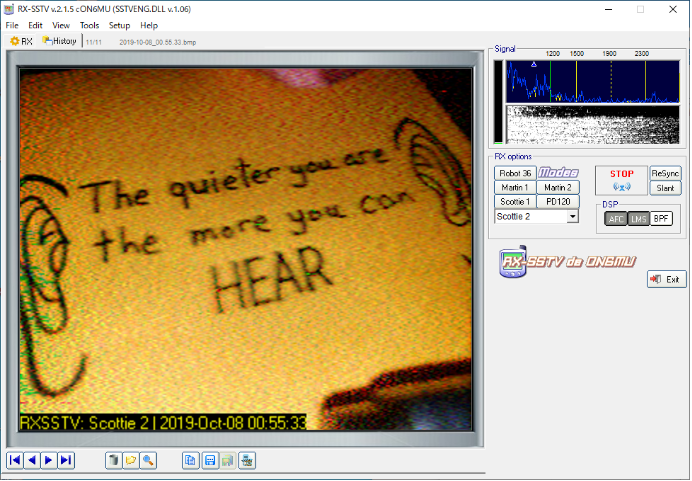 RX-SSTV v.2.1.5 cON6MU (SSTVENG.DLL v.1.06)
File Edit View Tools Setup Help
RX History 11/11 2019-10-08_00:55.33.bmp
Signal
1200 1500 1900 2300
The quieter you are
the more you can
HEAR
RXSSTV: Scottie 2 | 2019-Oct-08 00:55:33
RX options
Robot 36 Modes
Martin 1 Martin 2
Scottie 1 PD120
Scottie 2
STOP
ReSync
Slant
DSP
AFC LMS BPF
RX-SSTV de ON6MU
Exit